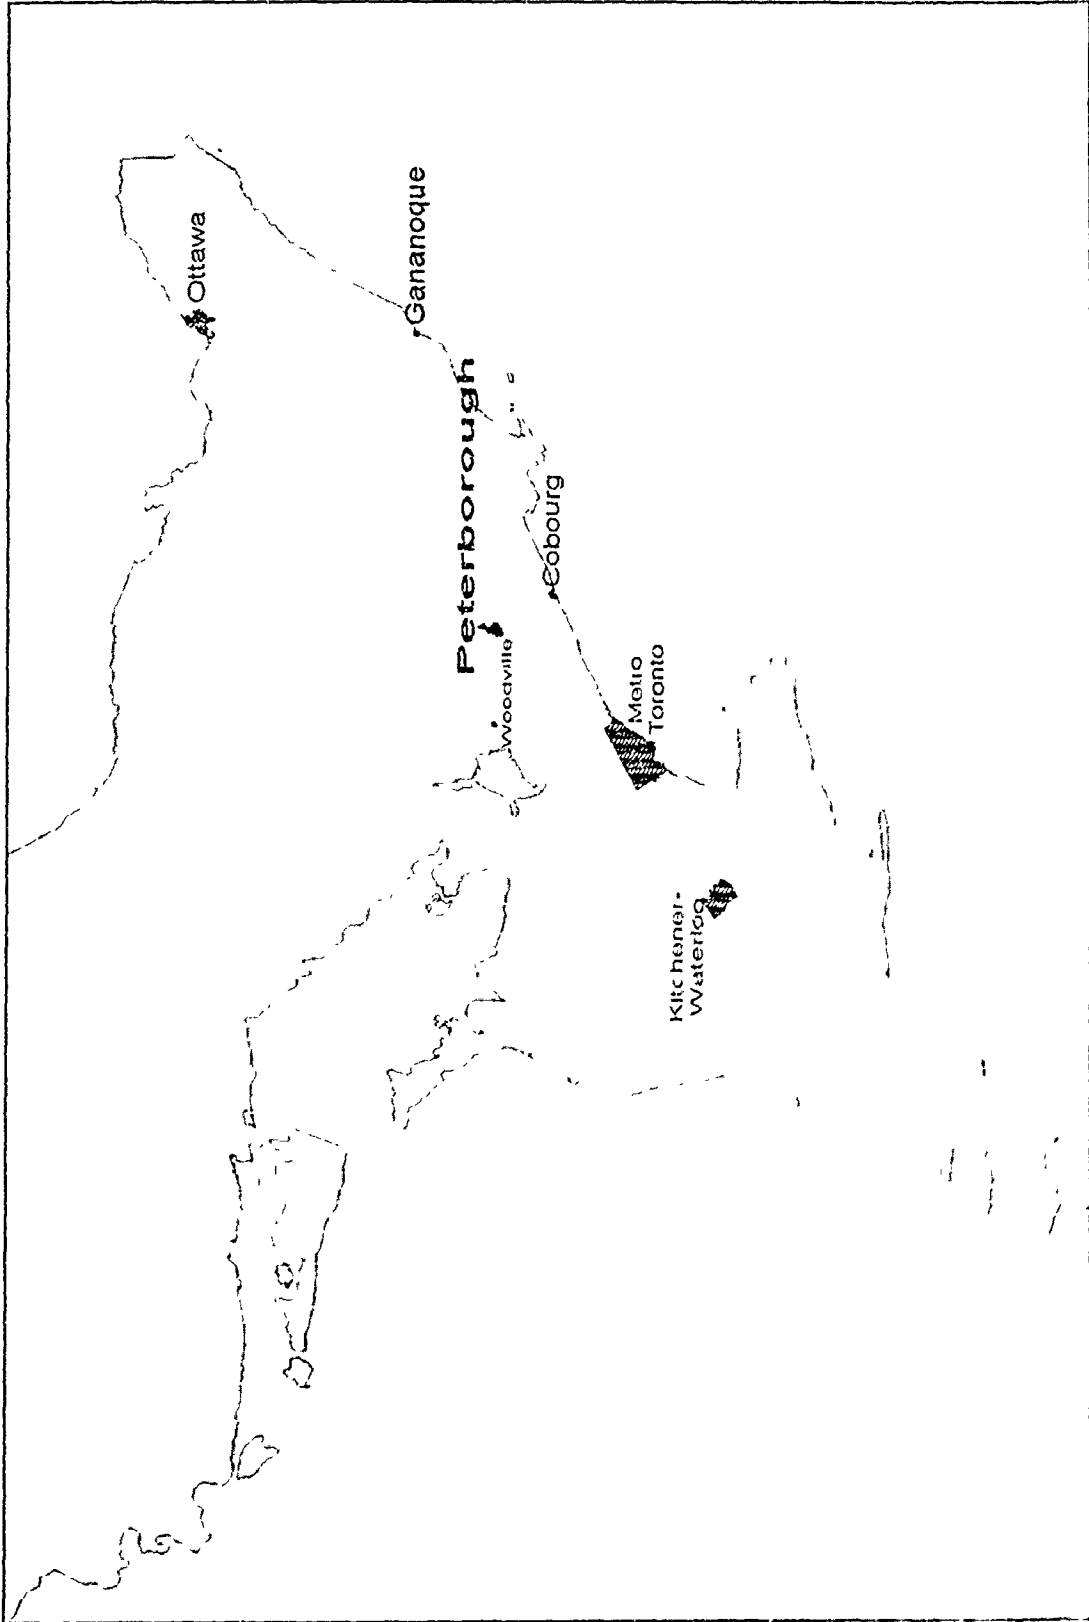 Ottawa
Gananoque
Peterborough
Woodville
Cobourg
Metro
Toronto
Kitchener-
Waterloo